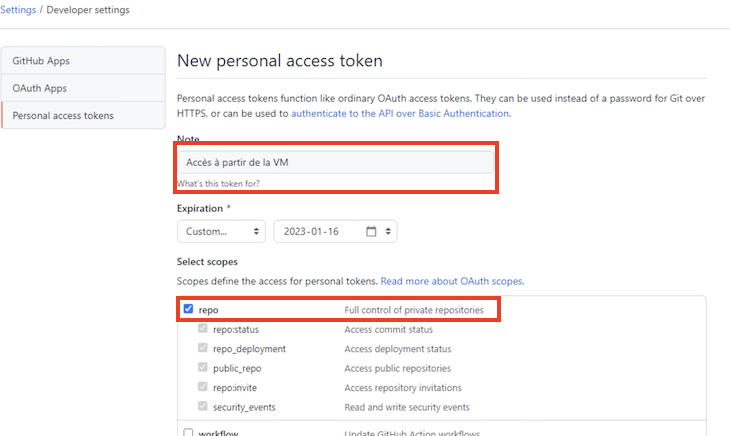 Settings / Developer settings
GitHub Apps
OAuth Apps
Personal access tokens
New personal access token
Personal access tokens function like ordinary OAuth access tokens. They can be used instead of a password for Git over
HTTPS, or can be used to authenticate to the API over Basic Authentication.
Note
Accès à partir de la VM
What's this token for?
Expiration *
Custom... 2023-01-16
Select scopes
Scopes define the access for personal tokens. Read more about OAuth scopes.
repo Full control of private repositories
repo:status Access commit status
repo_deployment Access deployment status
public_repo Access public repositories
repo:invite Access repository invitations
security_events Read and write security events
workflow Update GitHub Action workflows